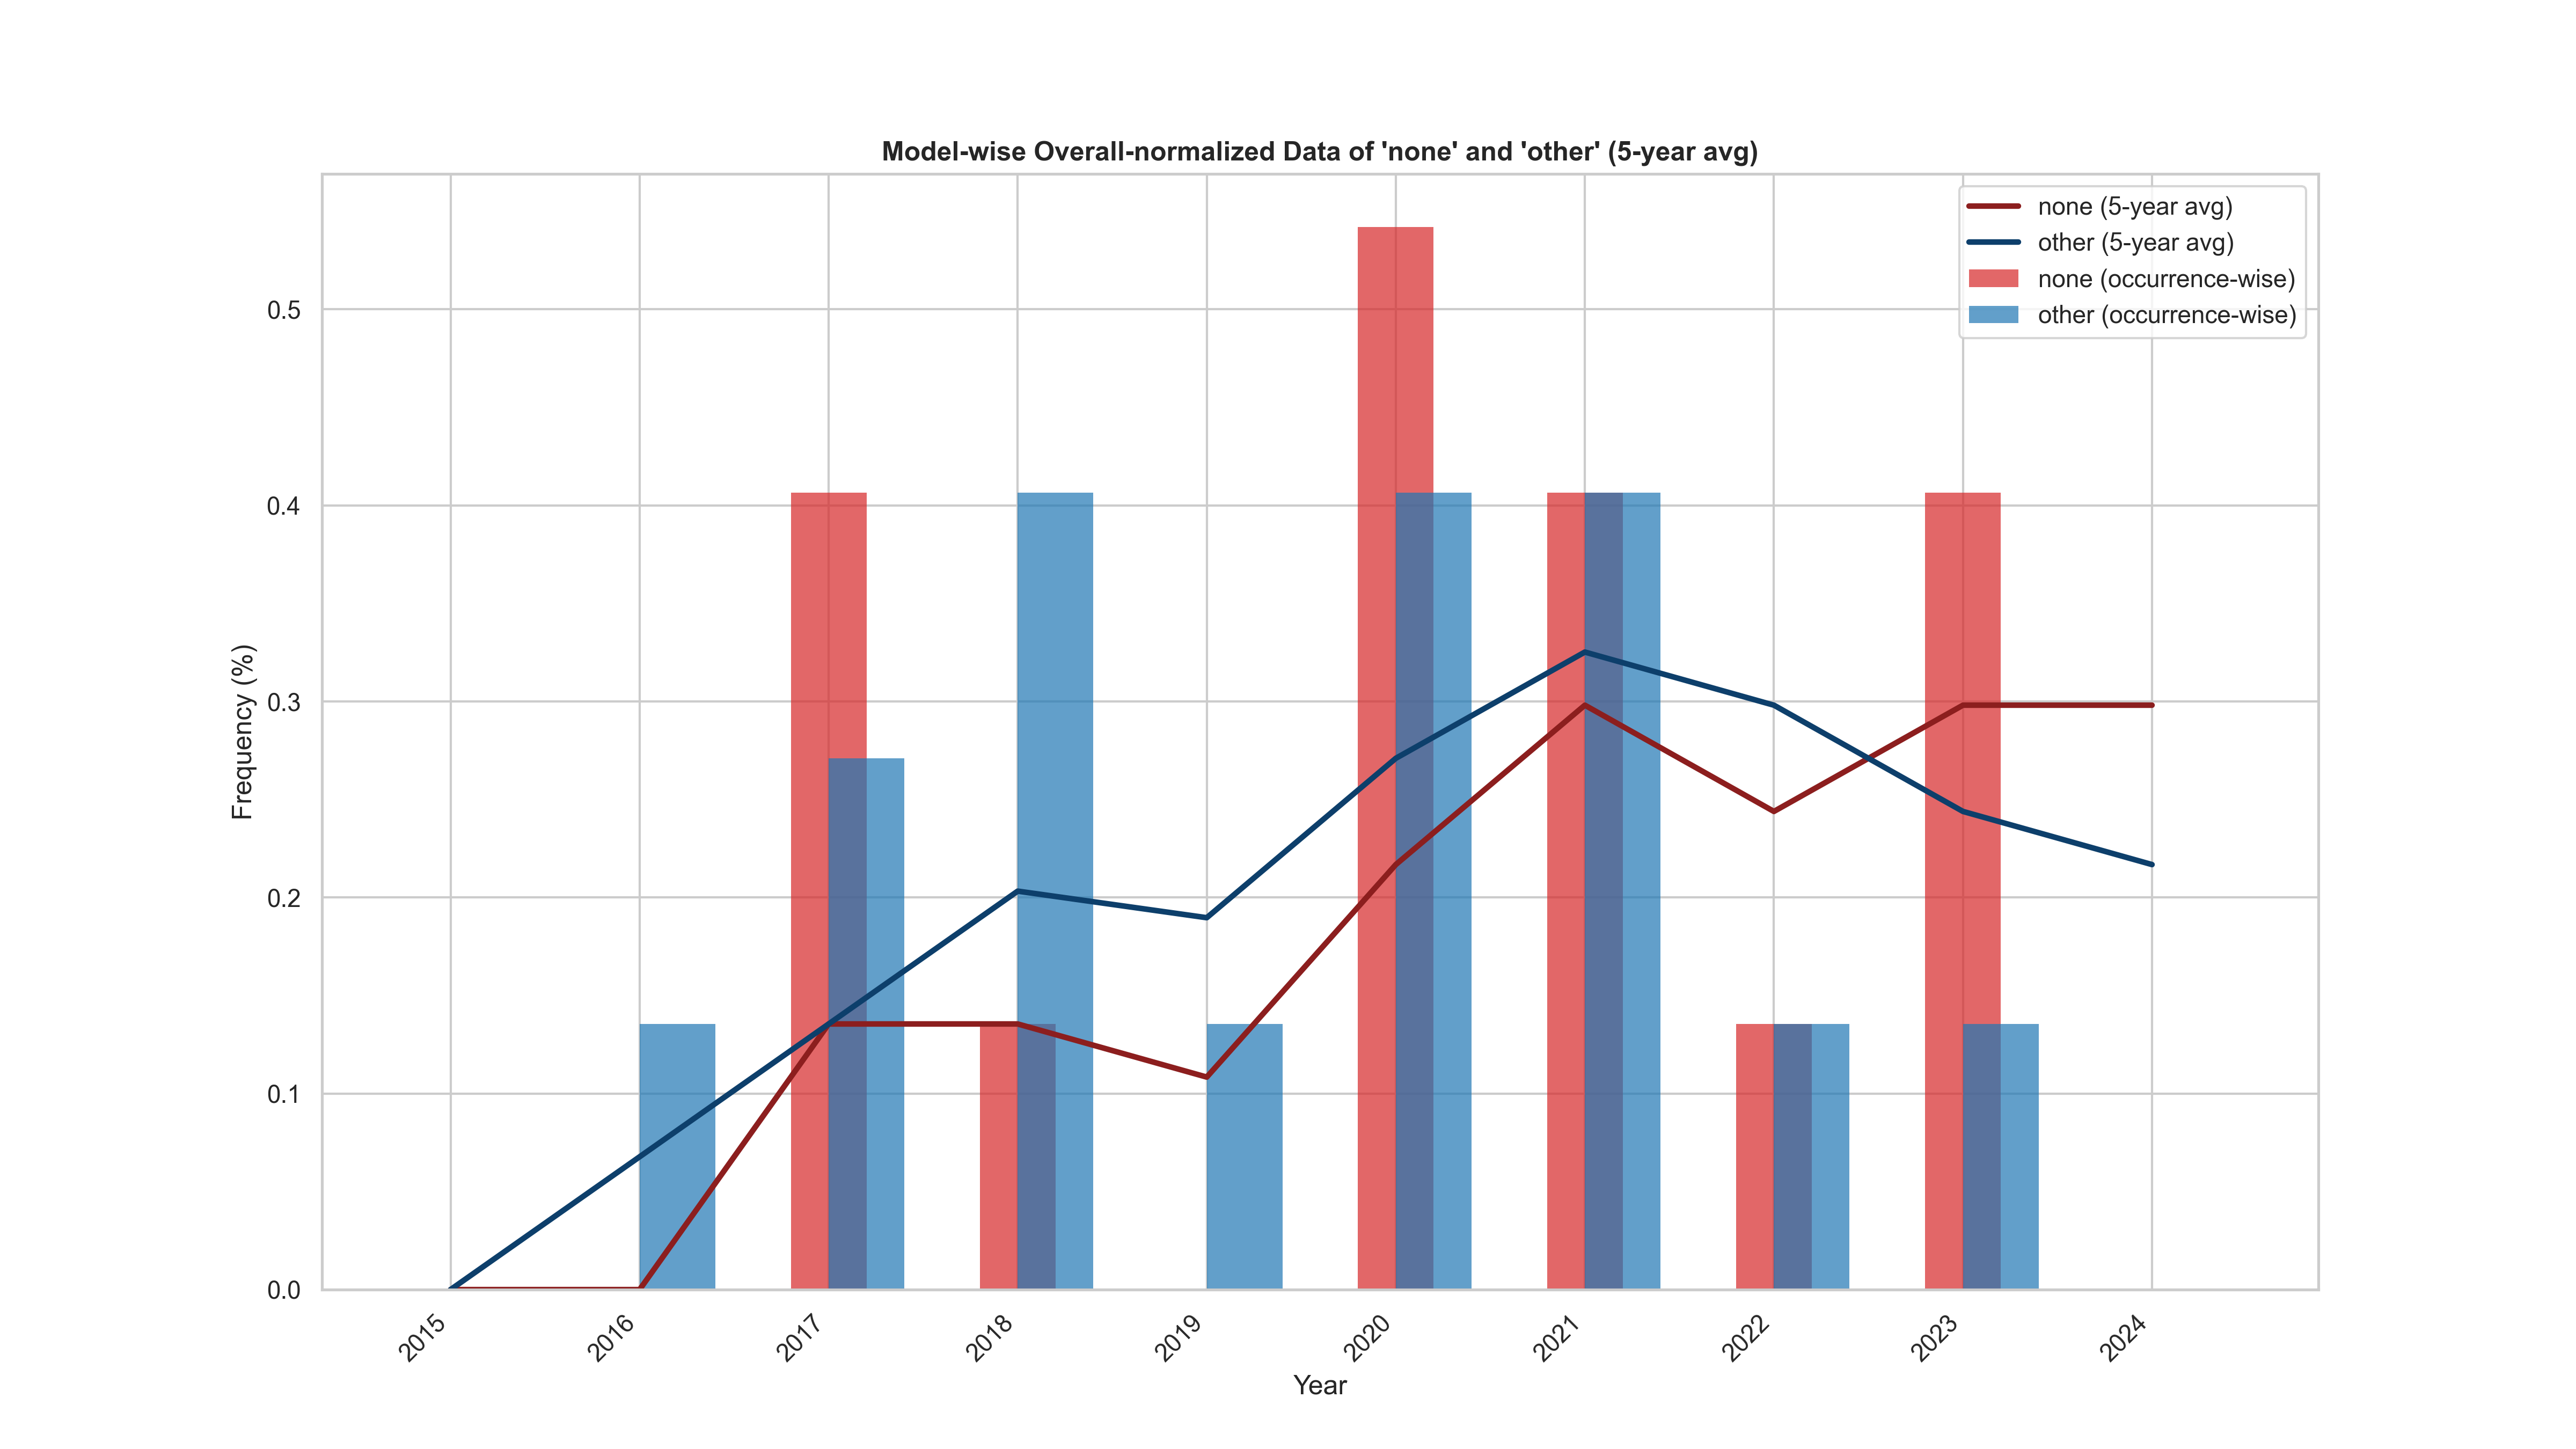 Model-wise Overall-normalized Data of 'none' and 'other' (5-year avg)
none (5-year avg)
other (5-year avg)
none (occurrence-wise)
other (occurrence-wise)
Frequency (%)
0.5
0.4
0.3
0.2
0.1
0.0
2015
2016
2017
2018
2019
2020
2021
2022
2023
2024
Year